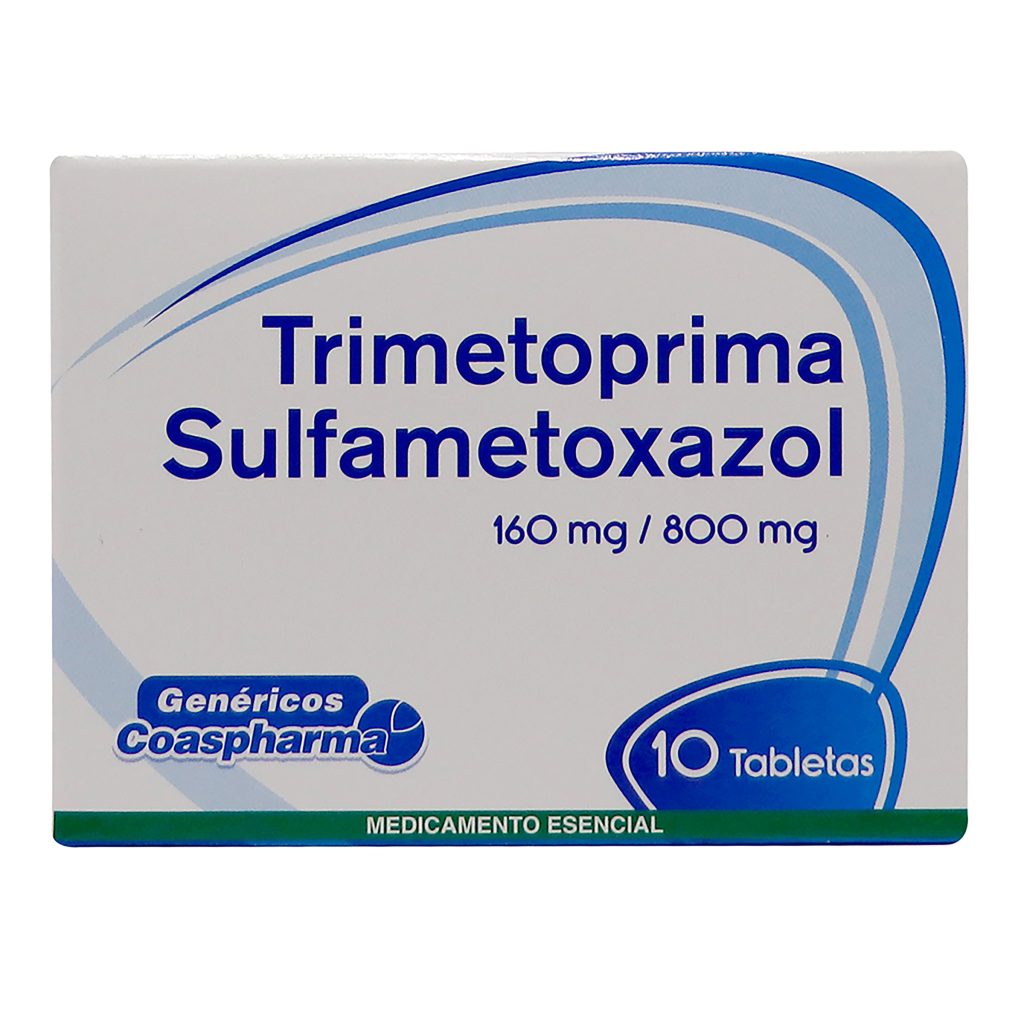 Trimetoprima
Sulfametoxazol
160 mg / 800 mg
Genéricos
Coaspharma
10 Tabletas
MEDICAMENTO ESENCIAL